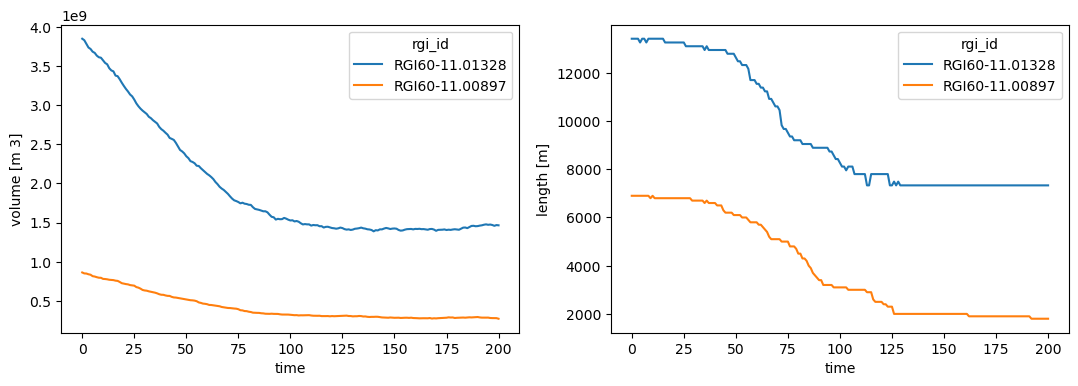 1e9
4.0
3.5
3.0
2.5
2.0
1.5
1.0
0.5
volume [m 3]
0 25 50 75 100 125 150 175 200
time
rgi_id
RGI60-11.01328
RGI60-11.00897
12000
10000
8000
6000
4000
2000
length [m]
0 25 50 75 100 125 150 175 200
time
rgi_id
RGI60-11.01328
RGI60-11.00897